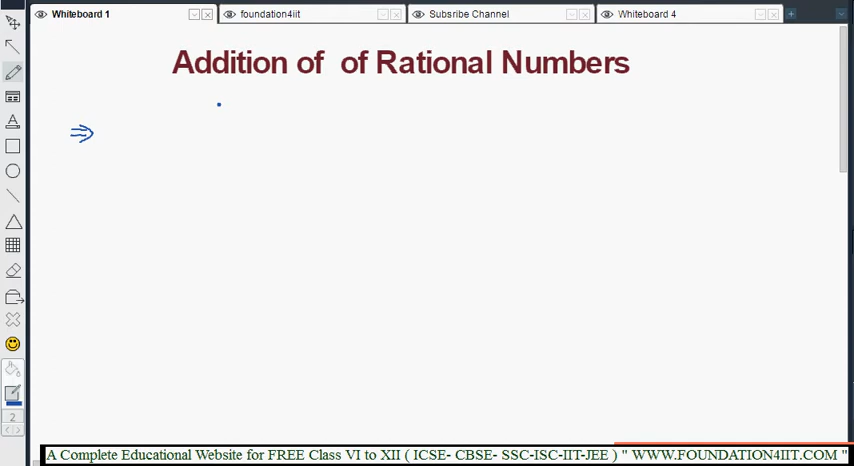 Whiteboard 1
foundation4iit
Subsribe Channel
Whiteboard 4
Addition of  of Rational Numbers
2
A Complete Educational Website for FREE Class VI to XII ( ICSE- CBSE- SSC-ISC-IIT-JEE ) " WWW.FOUNDATION4IIT.COM "